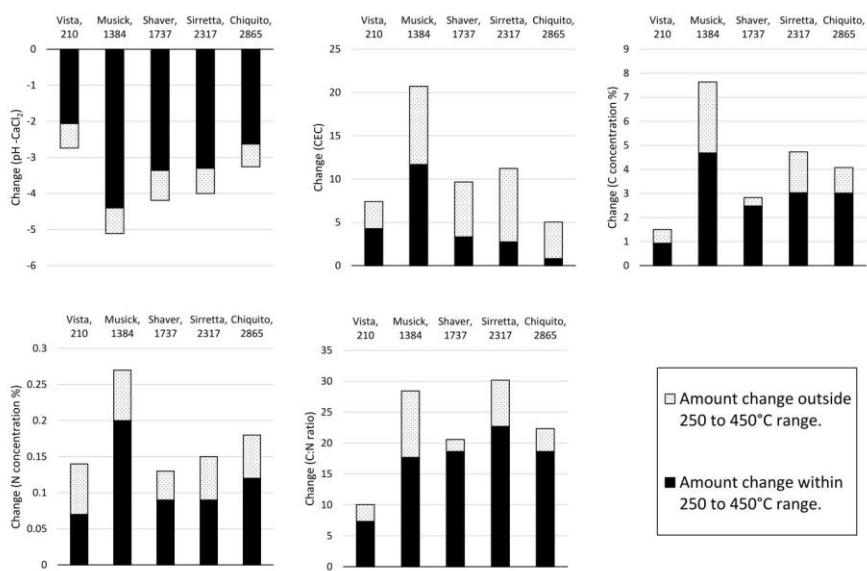 Vista, Musick, Shaver, Sirretta, Chiquito,
210 1384 1737 2317 2865
0
-1
-2
-3
-4
-5
-6
Change (pH -CaCl₂)
Vista, Musick, Shaver, Sirretta, Chiquito,
210 1384 1737 2317 2865
25
20
15
10
5
0
Change (CEC)
Vista, Musick, Shaver, Sirretta, Chiquito,
210 1384 1737 2317 2865
9
8
7
6
5
4
3
2
1
0
Change (C concentration %)
Vista, Musick, Shaver, Sirretta, Chiquito,
210 1384 1737 2317 2865
0.3
0.25
0.2
0.15
0.1
0.05
0
Change (N concentration %)
Vista, Musick, Shaver, Sirretta, Chiquito,
210 1384 1737 2317 2865
35
30
25
20
15
10
5
0
Change (C:N ratio)
Amount change outside
250 to 450°C range.
Amount change within
250 to 450°C range.